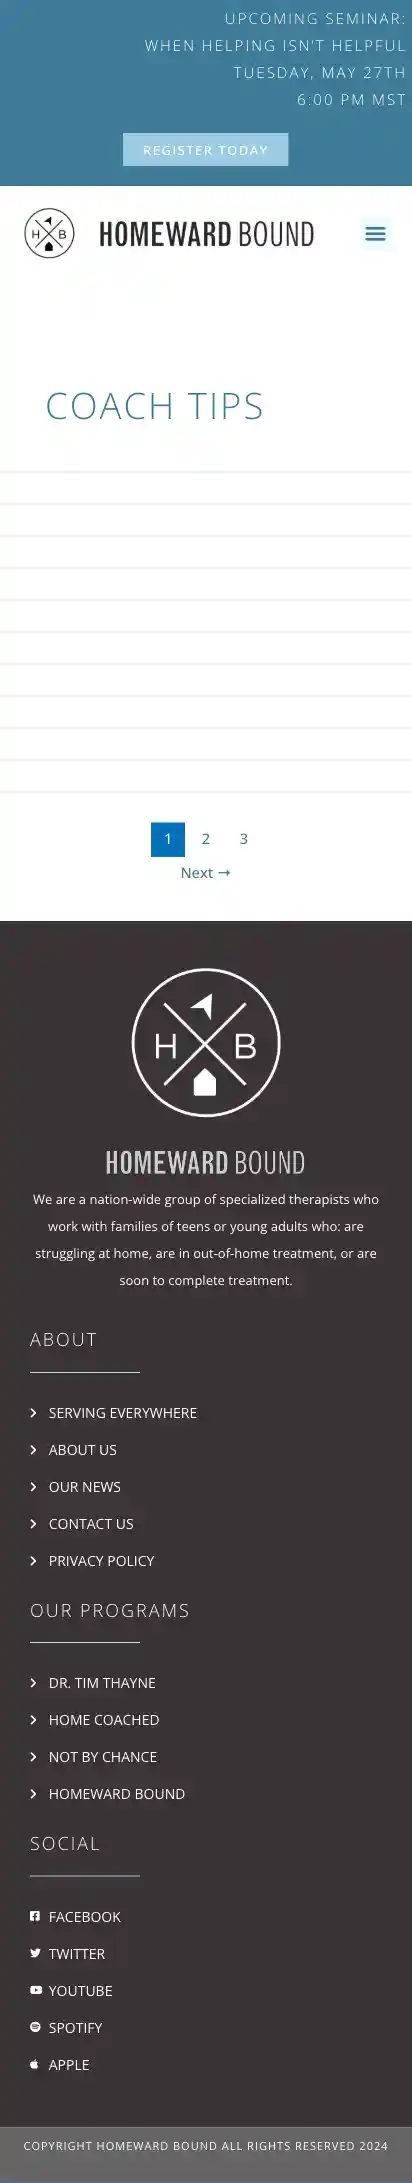 UPCOMING SEMINAR:
WHEN HELPING ISN'T HELPFUL
TUESDAY, MAY 27TH
6:00 PM MST
REGISTER TODAY
H B
HOMEWARD BOUND
COACH TIPS
1 2 3
Next →
H B
HOMEWARD BOUND
We are a nation-wide group of specialized therapists who
work with families of teens or young adults who: are
struggling at home, are in out-of-home treatment, or are
soon to complete treatment.
ABOUT
SERVING EVERYWHERE
ABOUT US
OUR NEWS
CONTACT US
PRIVACY POLICY
OUR PROGRAMS
DR. TIM THAYNE
HOME COACHED
NOT BY CHANCE
HOMEWARD BOUND
SOCIAL
FACEBOOK
TWITTER
YOUTUBE
SPOTIFY
APPLE
COPYRIGHT HOMEWARD BOUND ALL RIGHTS RESERVED 2024